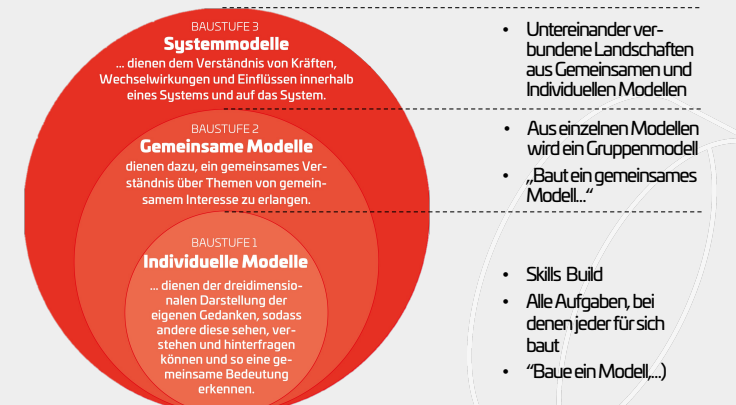 BAUSTUFE 3
Systemmodelle
... dienen dem Verständnis von Kräften,
Wechselwirkungen und Einflüssen innerhalb
eines Systems und auf das System.
BAUSTUFE 2
Gemeinsame Modelle
dienen dazu, ein gemeinsames Ver-
ständnis über Themen von gemein-
samem Interesse zu erlangen.
BAUSTUFE 1
Individuelle Modelle
... dienen der dreidimensio-
nalen Darstellung der
eigenen Gedanken, sodass
andere diese sehen, ver-
stehen und hinterfragen
können und so eine ge-
meinsame Bedeutung
erkennen.
• Untereinander ver-
bundene Landschaften
aus Gemeinsamen und
Individuellen Modellen
• Aus einzelnen Modellen
wird ein Gruppenmodell
• „Baut ein gemeinsames
Modell...“
• Skills Build
• Alle Aufgaben, bei
denen jeder für sich
baut
• “Baue ein Modell,...)